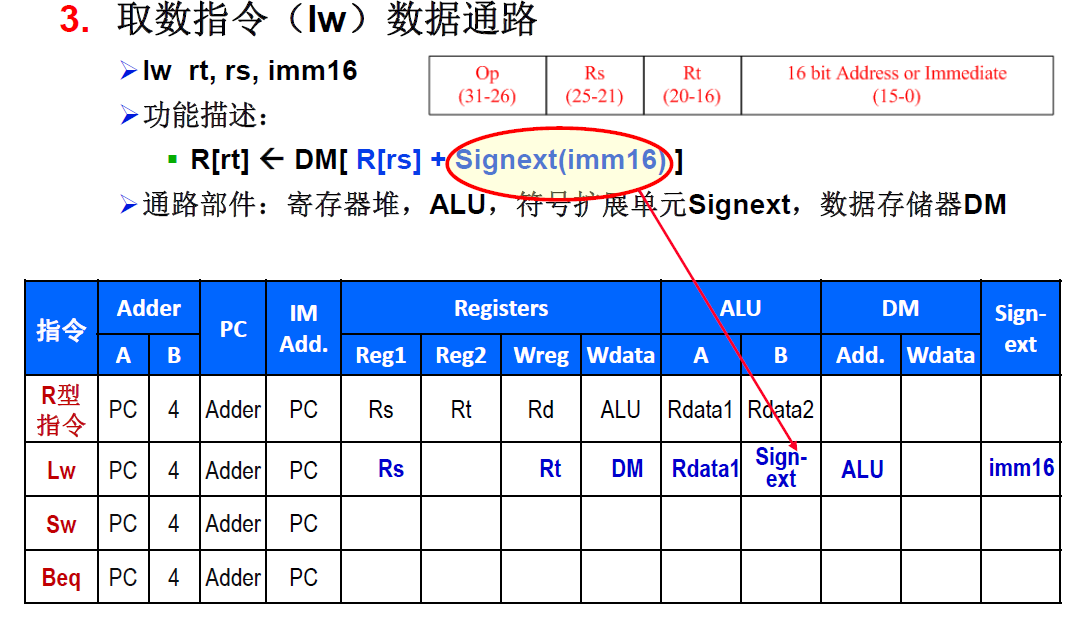 3. 取数指令（lw）数据通路
lw rt, rs, imm16
Op Rs Rt 16 bit Address or Immediate
(31-26) (25-21) (20-16) (15-0)
功能描述：
R[rt] ← DM[ R[rs] + Signext(imm16) ]
通路部件：寄存器堆，ALU，符号扩展单元Signext，数据存储器DM
指令 Adder PC IM Add. Registers ALU DM Sign-ext
A B Reg1 Reg2 Wreg Wdata A B Add. Wdata
R型指令 PC 4 Adder PC Rs Rt Rd ALU Rdata1 Rdata2
Lw PC 4 Adder PC Rs Rt DM Rdata1 Sign-ext ALU imm16
Sw PC 4 Adder PC
Beq PC 4 Adder PC